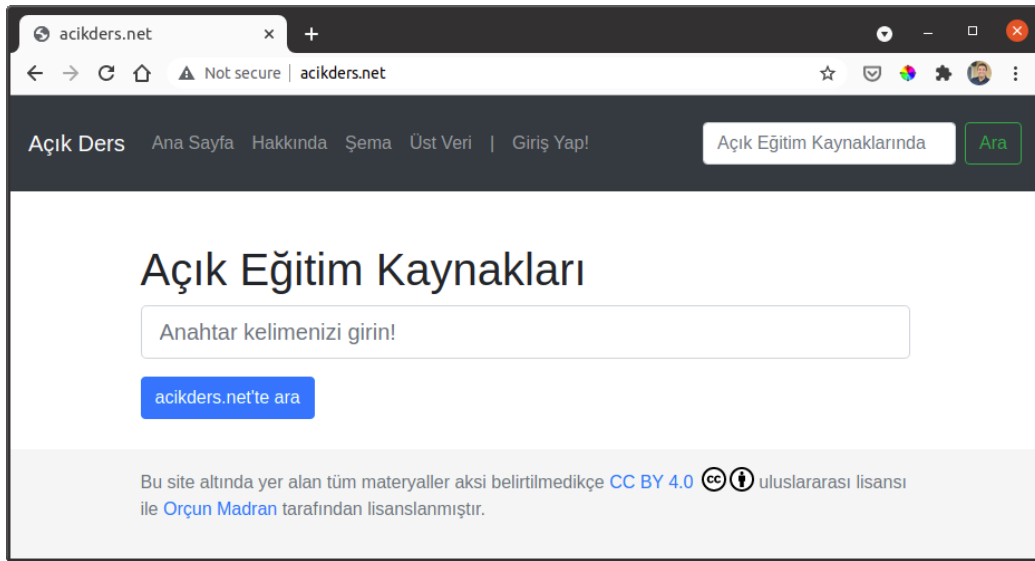 acikders.net
Not secure acikders.net
Açık Ders Ana Sayfa Hakkında Şema Üst Veri | Giriş Yap! Açık Eğitim Kaynaklarında Ara
Açık Eğitim Kaynakları
Anahtar kelimenizi girin!
acikders.net'te ara
Bu site altında yer alan tüm materyaller aksi belirtilmedikçe CC BY 4.0 uluslararası lisansı
ile Orçun Madran tarafından lisanslanmıştır.